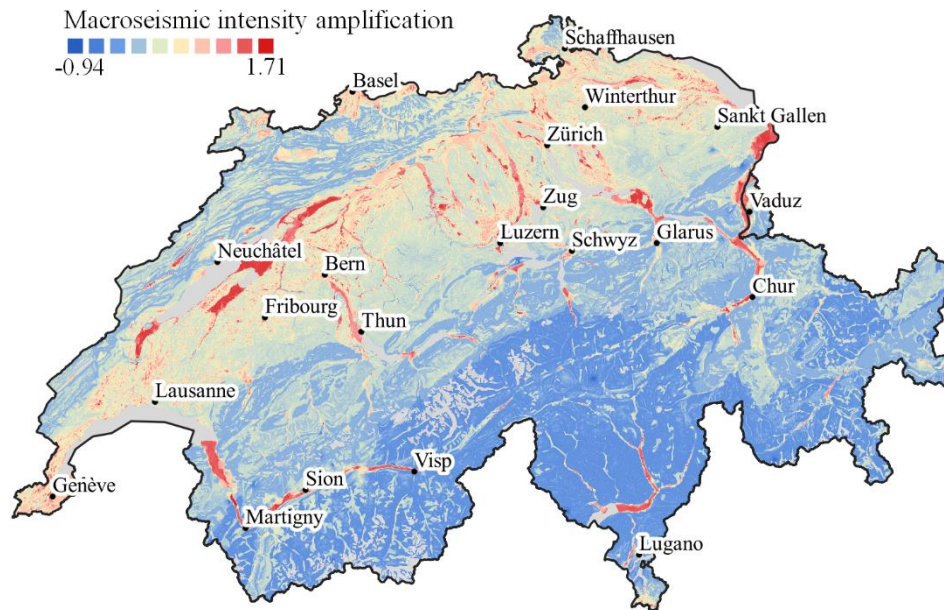 Macroseismic intensity amplification
-0.94 1.71
Schaffhausen
Basel
Winterthur
Sankt Gallen
Zürich
Zug
Vaduz
Luzern
Schwyz
Glarus
Neuchâtel
Bern
Chur
Fribourg
Thun
Lausanne
Visp
Sion
Genève
Martigny
Lugano